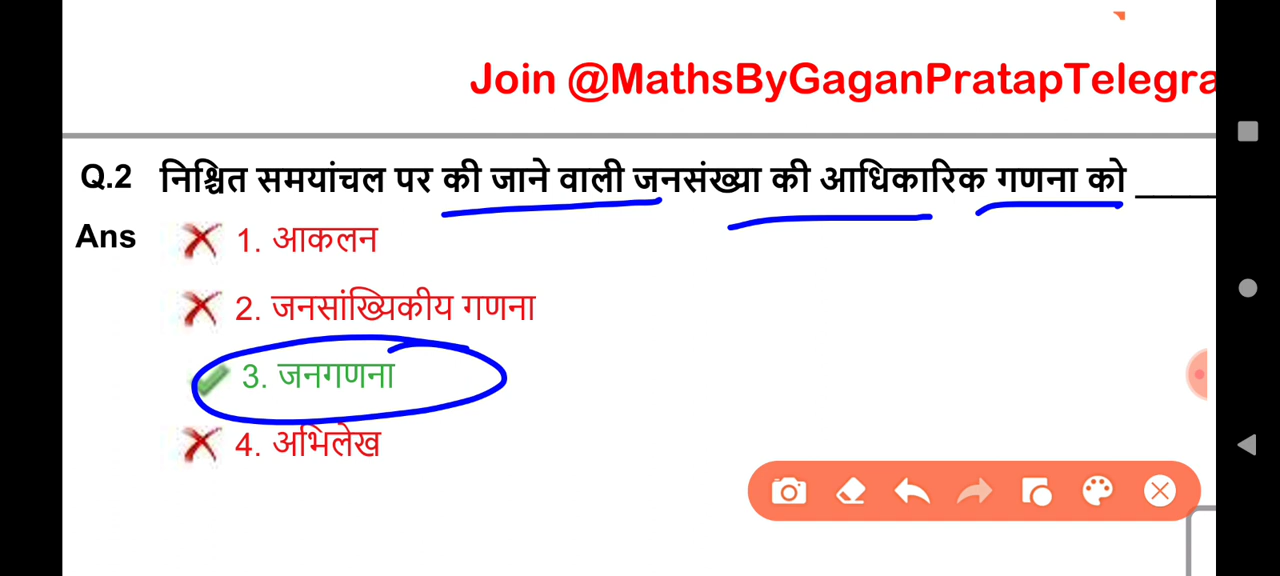 Join @MathsByGaganPratapTelegra
Q.2 निश्चित समयांचल पर की जाने वाली जनसंख्या की आधिकारिक गणना को ______
Ans 1. आकलन
2. जनसांख्यिकीय गणना
3. जनगणना
4. अभिलेख